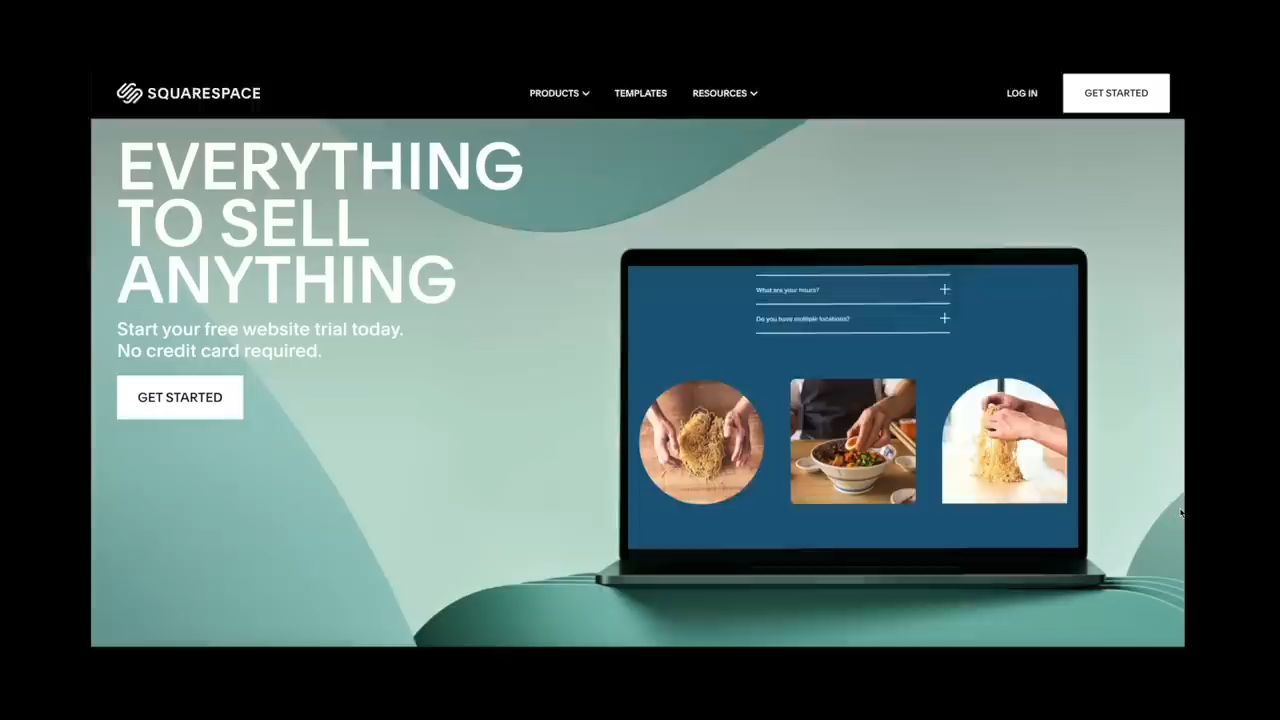 SQUARESPACE
PRODUCTS
TEMPLATES
RESOURCES
LOG IN
GET STARTED
EVERYTHING
TO SELL
ANYTHING
Start your free website trial today.
No credit card required.
GET STARTED
What are your hours?
Do you have multiple locations?